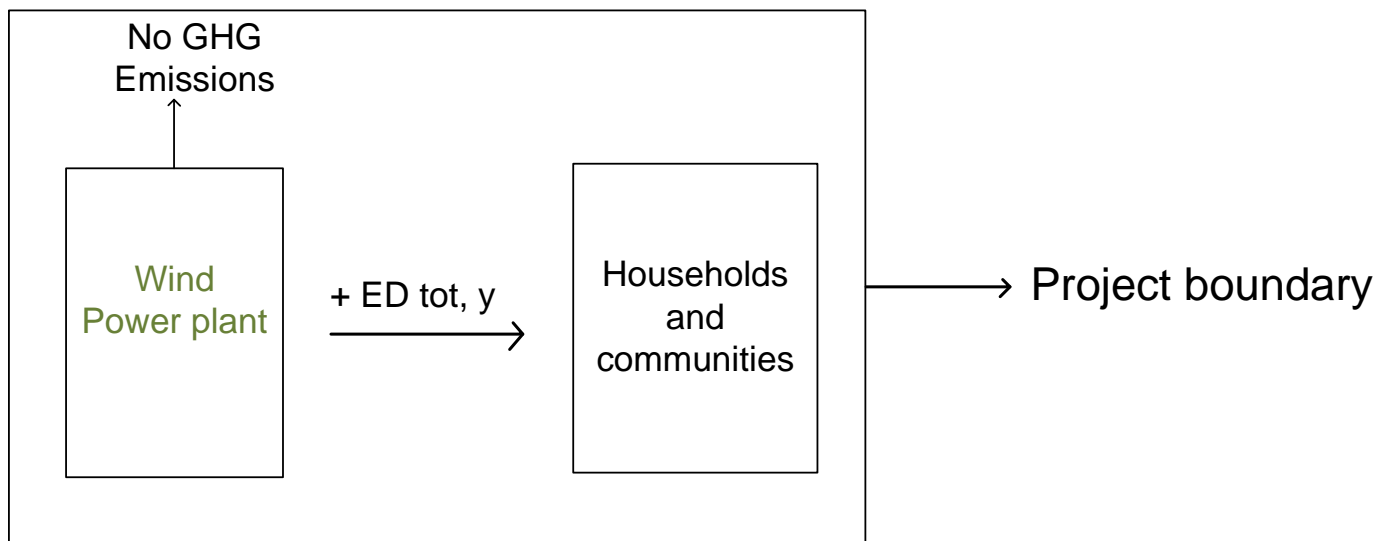 No GHG
Emissions
Wind
Power plant
+ ED tot, y
Households
and
communities
Project boundary